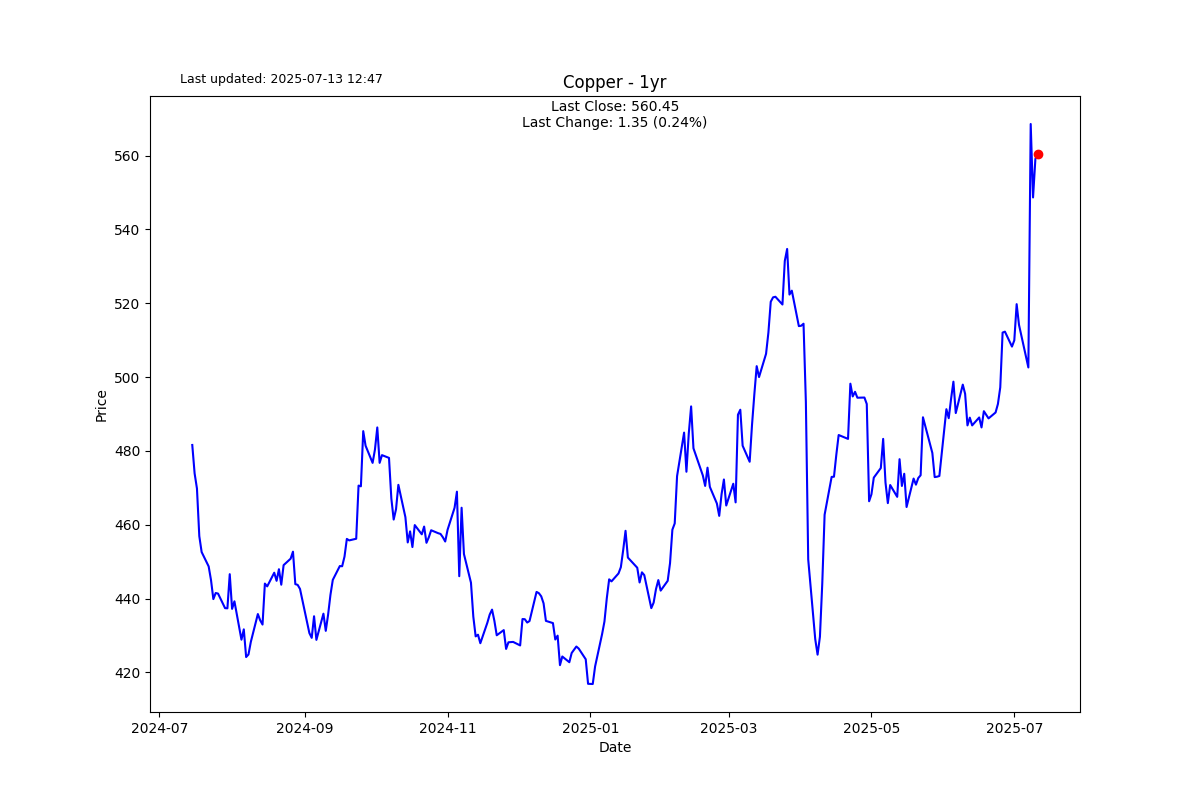 Last updated: 2025-07-13 12:47
Copper - 1yr
Last Close: 560.45
Last Change: 1.35 (0.24%)
Price
560
540
520
500
480
460
440
420
2024-07
2024-09
2024-11
2025-01
2025-03
2025-05
2025-07
Date